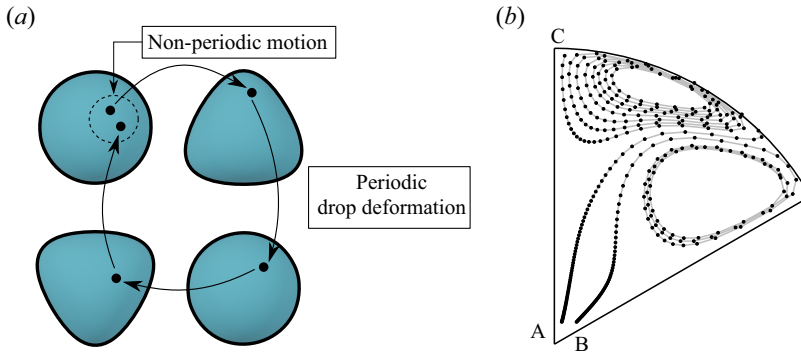 (a)
Non-periodic motion
Periodic
drop deformation
(b)
C
A
B